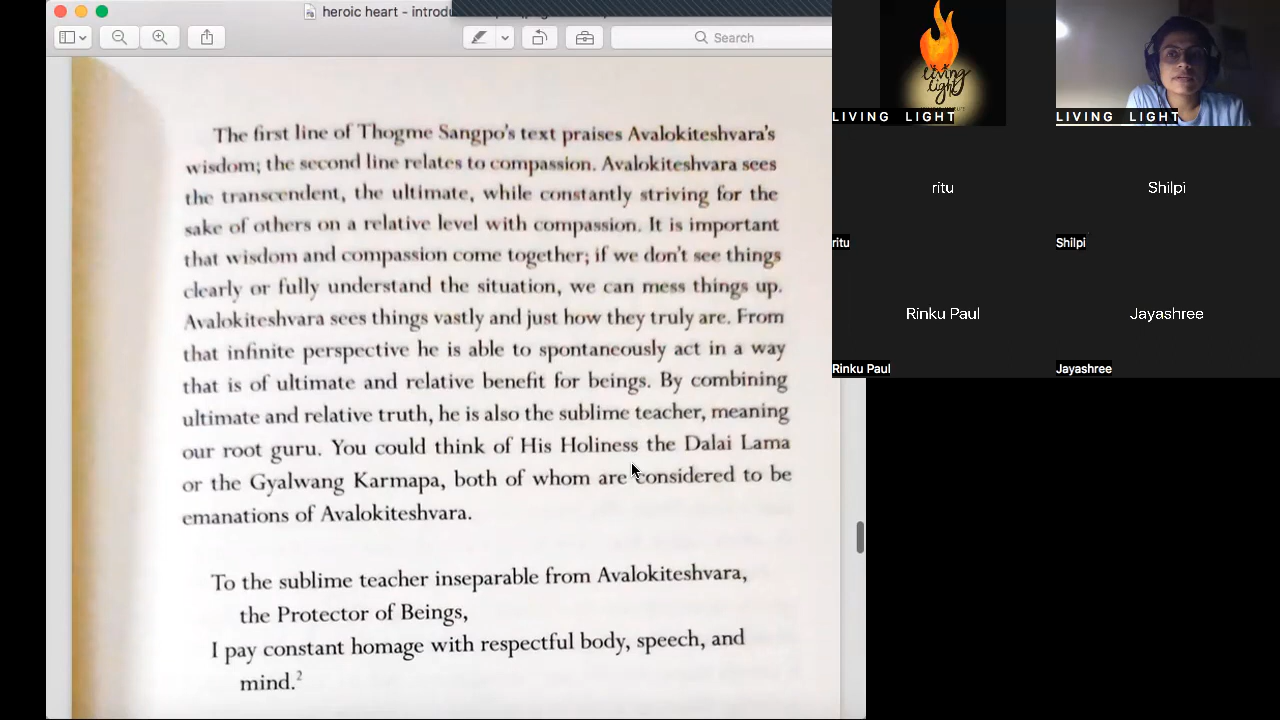 heroic heart - introdu
Search
The first line of Thogme Sangpo's text praises Avalokiteshvara's
wisdom; the second line relates to compassion. Avalokiteshvara sees
the transcendent, the ultimate, while constantly striving for the
sake of others on a relative level with compassion. It is important
that wisdom and compassion come together; if we don't see things
clearly or fully understand the situation, we can mess things up.
Avalokiteshvara sees things vastly and just how they truly are. From
that infinite perspective he is able to spontaneously act in a way
that is of ultimate and relative benefit for beings. By combining
ultimate and relative truth, he is also the sublime teacher, meaning
our root guru. You could think of His Holiness the Dalai Lama
or the Gyalwang Karmapa, both of whom are considered to be
emanations of Avalokiteshvara.
To the sublime teacher inseparable from Avalokiteshvara,
the Protector of Beings,
I pay constant homage with respectful body, speech, and
mind.2
living
light
LIVING LIGHT
LIVING LIGHT
ritu
Shilpi
ritu
Shilpi
Rinku Paul
Jayashree
Rinku Paul
Jayashree